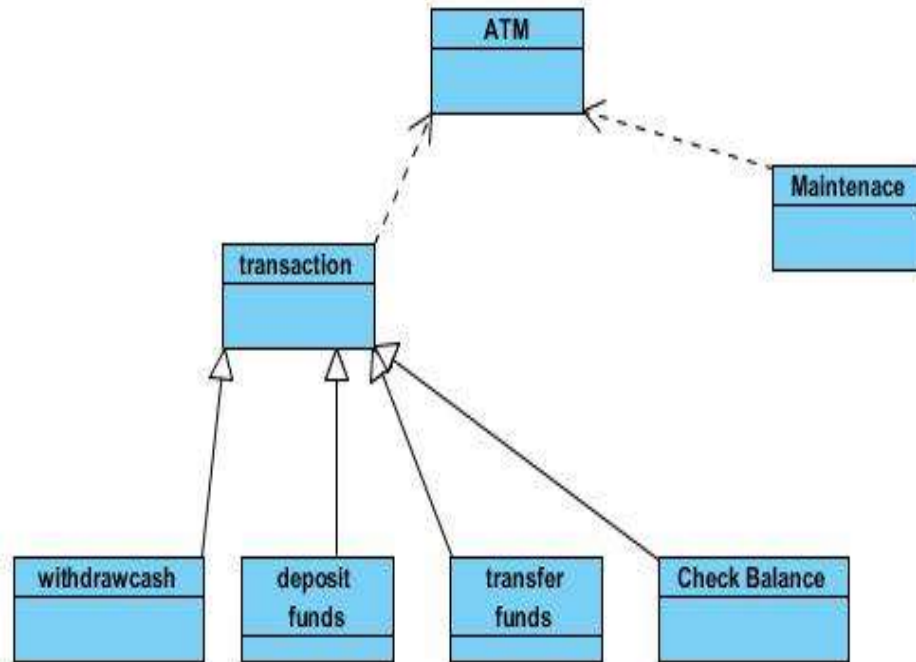 ATM
Maintenace
transaction
withdrawcash
deposit
funds
transfer
funds
Check Balance